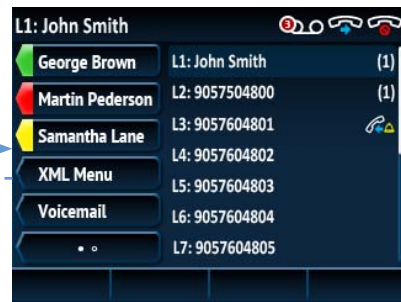 L1: John Smith
3
George Brown
Martin Pederson
Samantha Lane
XML Menu
Voicemail
L1: John Smith (1)
L2: 9057504800 (1)
L3: 9057604801
L4: 9057604802
L5: 9057604803
L6: 9057604804
L7: 9057604805